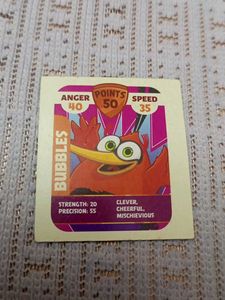 POINTS
50
ANGER
40
SPEED
35
BUBBLES
STRENGTH: 20
PRECISION: 55
CLEVER,
CHEERFUL,
MISCHIEVIOUS